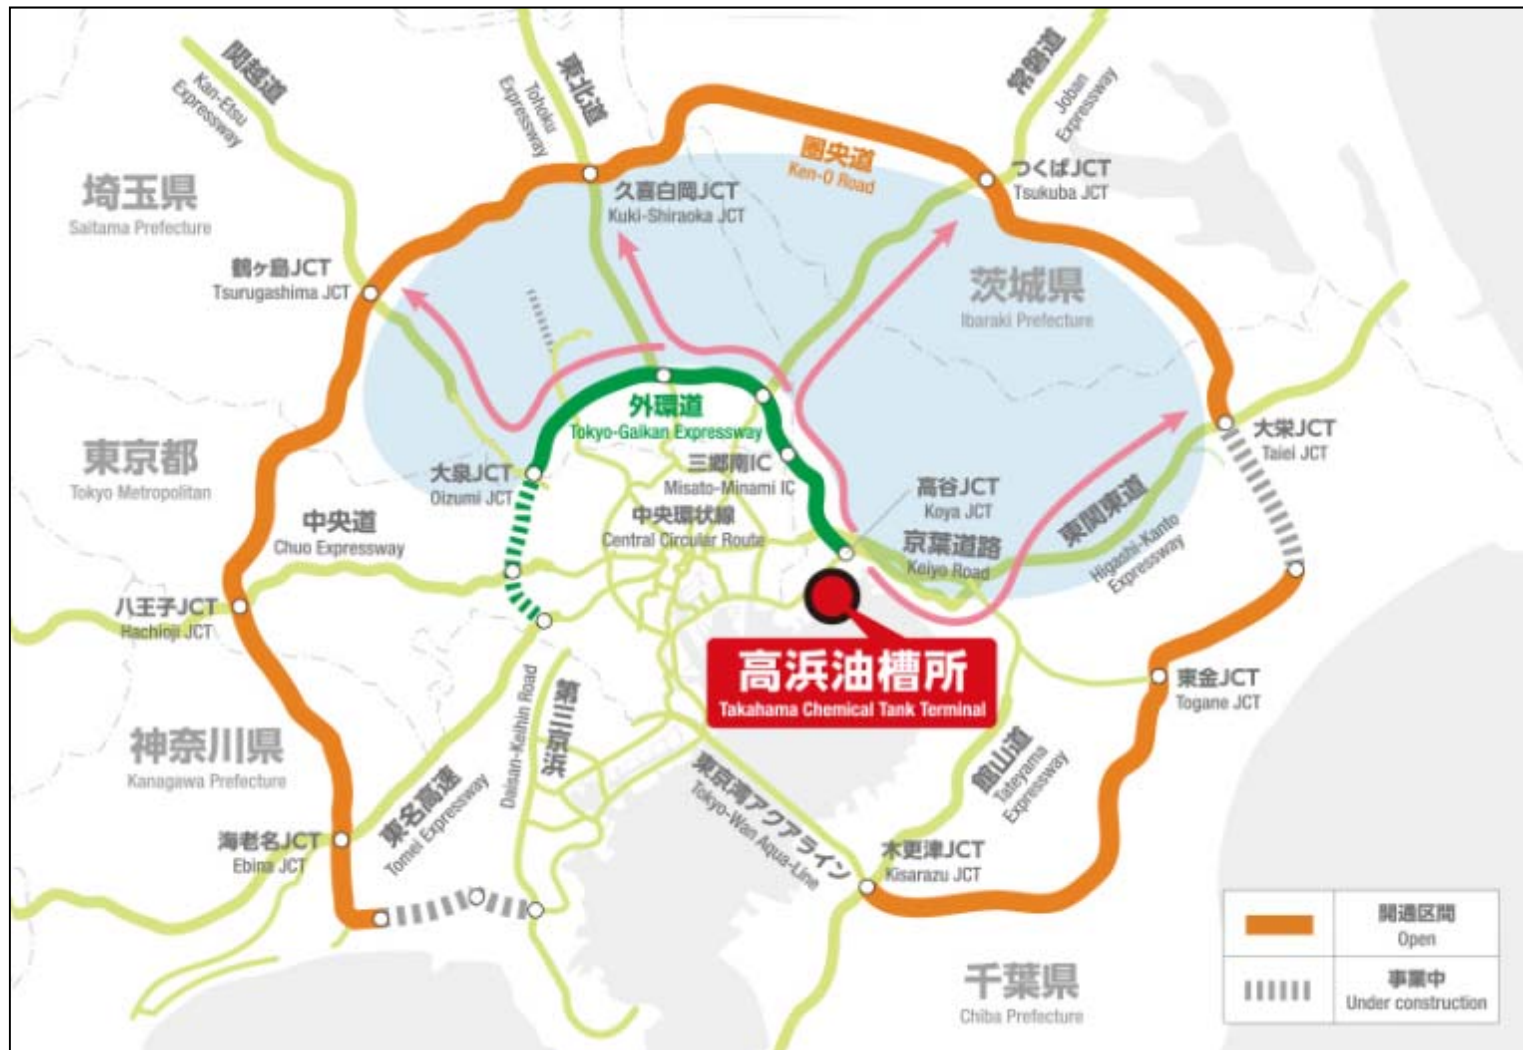 関越道
Kan-Etsu
Expressway
東北道
Tohoku
Expressway
常磐道
Joban
Expressway
圏央道
Ken-O Road
つくばJCT
Tsukuba JCT
久喜白岡JCT
Kuki-Shiraoka JCT
埼玉県
Saitama Prefecture
鶴ヶ島JCT
Tsurugashima JCT
茨城県
Ibaraki Prefecture
外環道
Tokyo-Gaikan Expressway
東京都
Tokyo Metropolitan
大泉JCT
Oizumi JCT
三郷南IC
Misato-Minami IC
大栄JCT
Taiei JCT
高谷JCT
Koya JCT
中央道
Chuo Expressway
中央環状線
Central Circular Route
京葉道路
Keiyo Road
東関東道
Higashi-Kanto
Expressway
八王子JCT
Hachioji JCT
高浜油槽所
Takahama Chemical Tank Terminal
東金JCT
Togane JCT
神奈川県
Kanagawa Prefecture
第三京浜
Daisan-Keihin Road
東名高速
Tomei Expressway
東京湾アクアライン
Tokyo-Wan Aqua-Line
館山道
Tateyama
Expressway
海老名JCT
Ebina JCT
木更津JCT
Kisarazu JCT
千葉県
Chiba Prefecture
開通区間
Open
事業中
Under construction